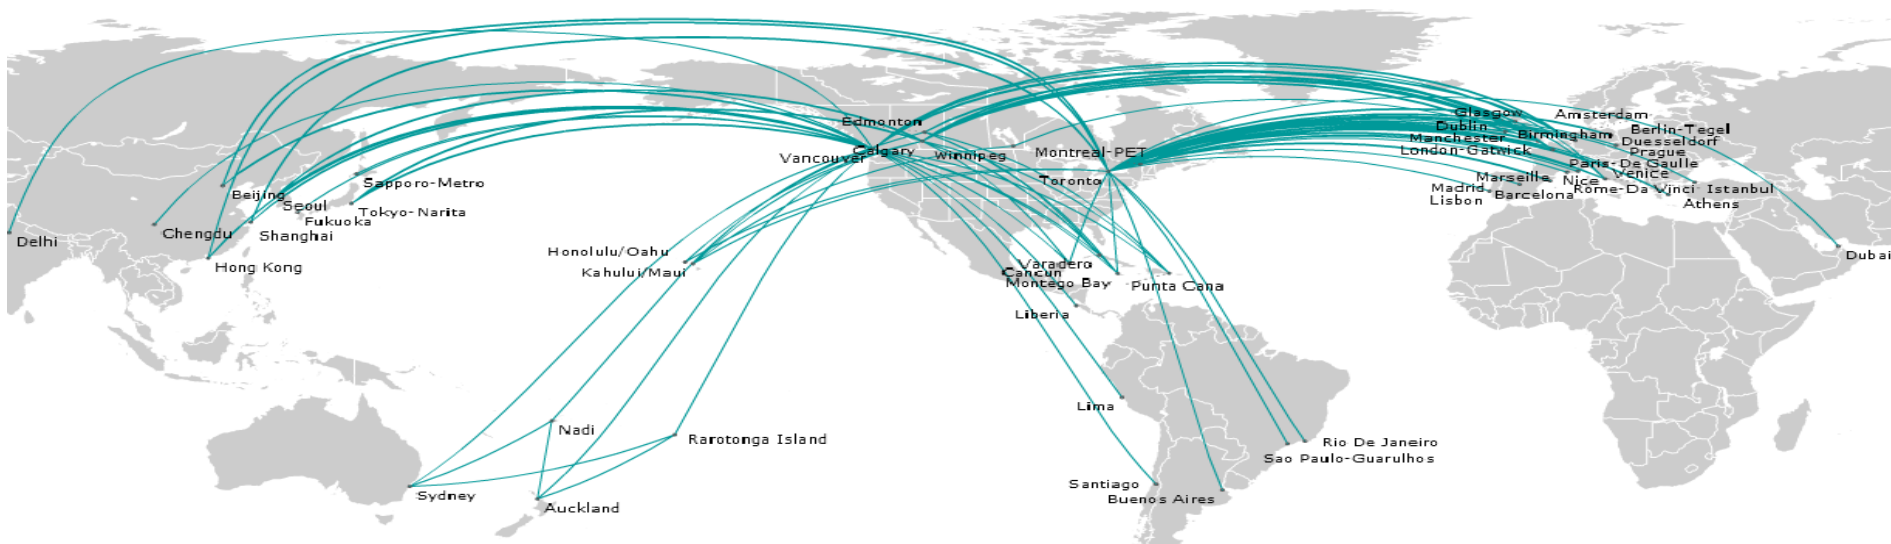 Edmonton
Calgary
Vancouver
Winnipeg
Montreal-PET
Toronto
Glasgow
Amsterdam
Dublin
Manchester
Birmingham
Berlin-Tegel
Duesseldorf
London-Gatwick
Prague
Paris-De Gaulle
Venice
Marseille
Nice
Madrid
Lisbon
Barcelona
Rome-Da Vinci
Istanbul
Athens
Beijing
Sapporo-Metro
Seoul
Tokyo-Narita
Fukuoka
Chengdu
Shanghai
Delhi
Hong Kong
Honolulu/Oahu
Kahului/Maui
Varadero
Cancun
Montego Bay
Punta Cana
Liberia
Dubai
Lima
Nadi
Rarotonga Island
Rio De Janeiro
Sao Paulo-Guarulhos
Santiago
Buenos Aires
Sydney
Auckland